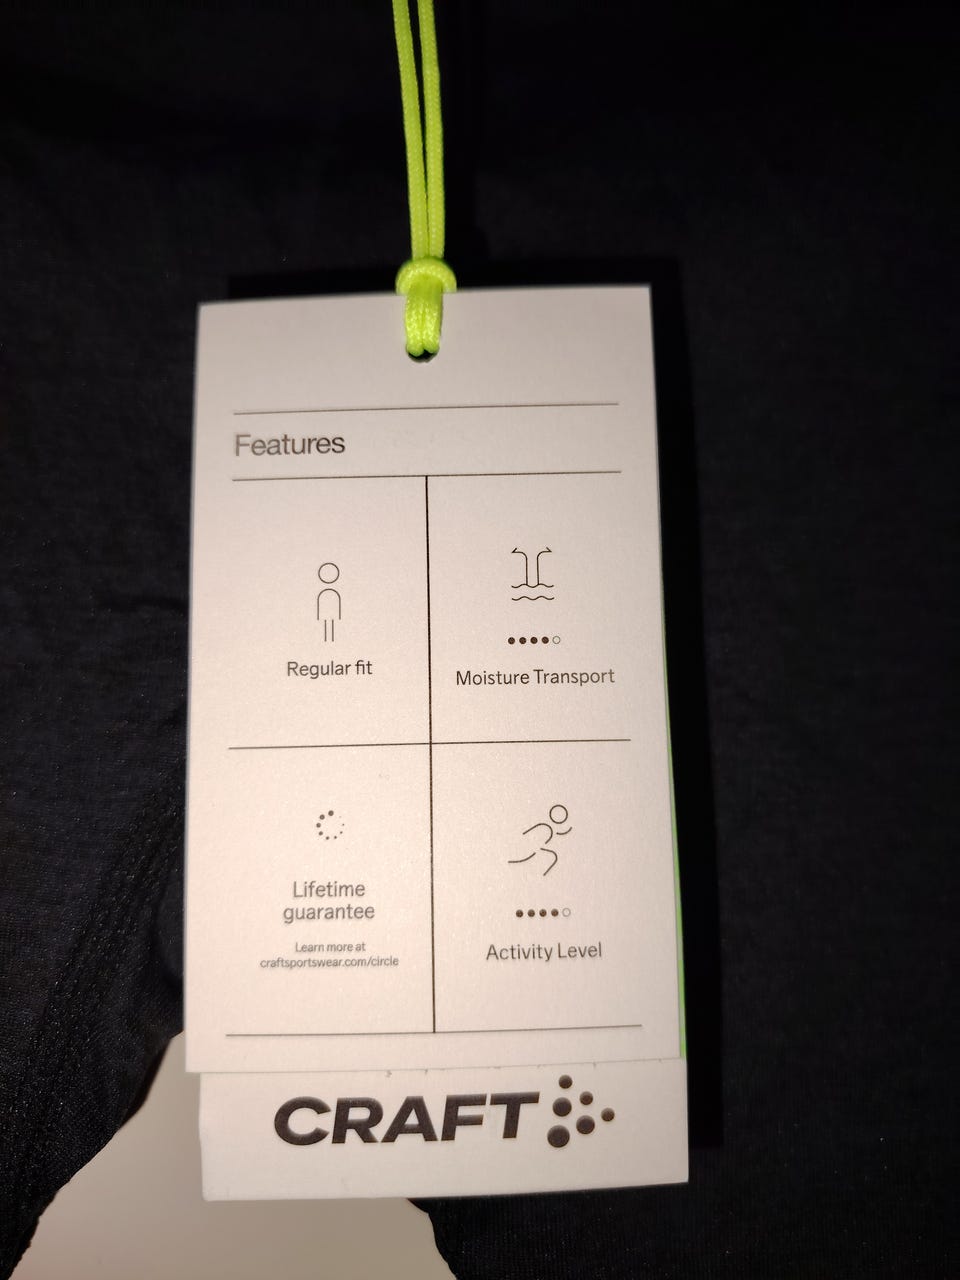 Features
Regular fit
Moisture Transport
Lifetime
guarantee
Learn more at
craftsportswear.com/circle
Activity Level
CRAFT